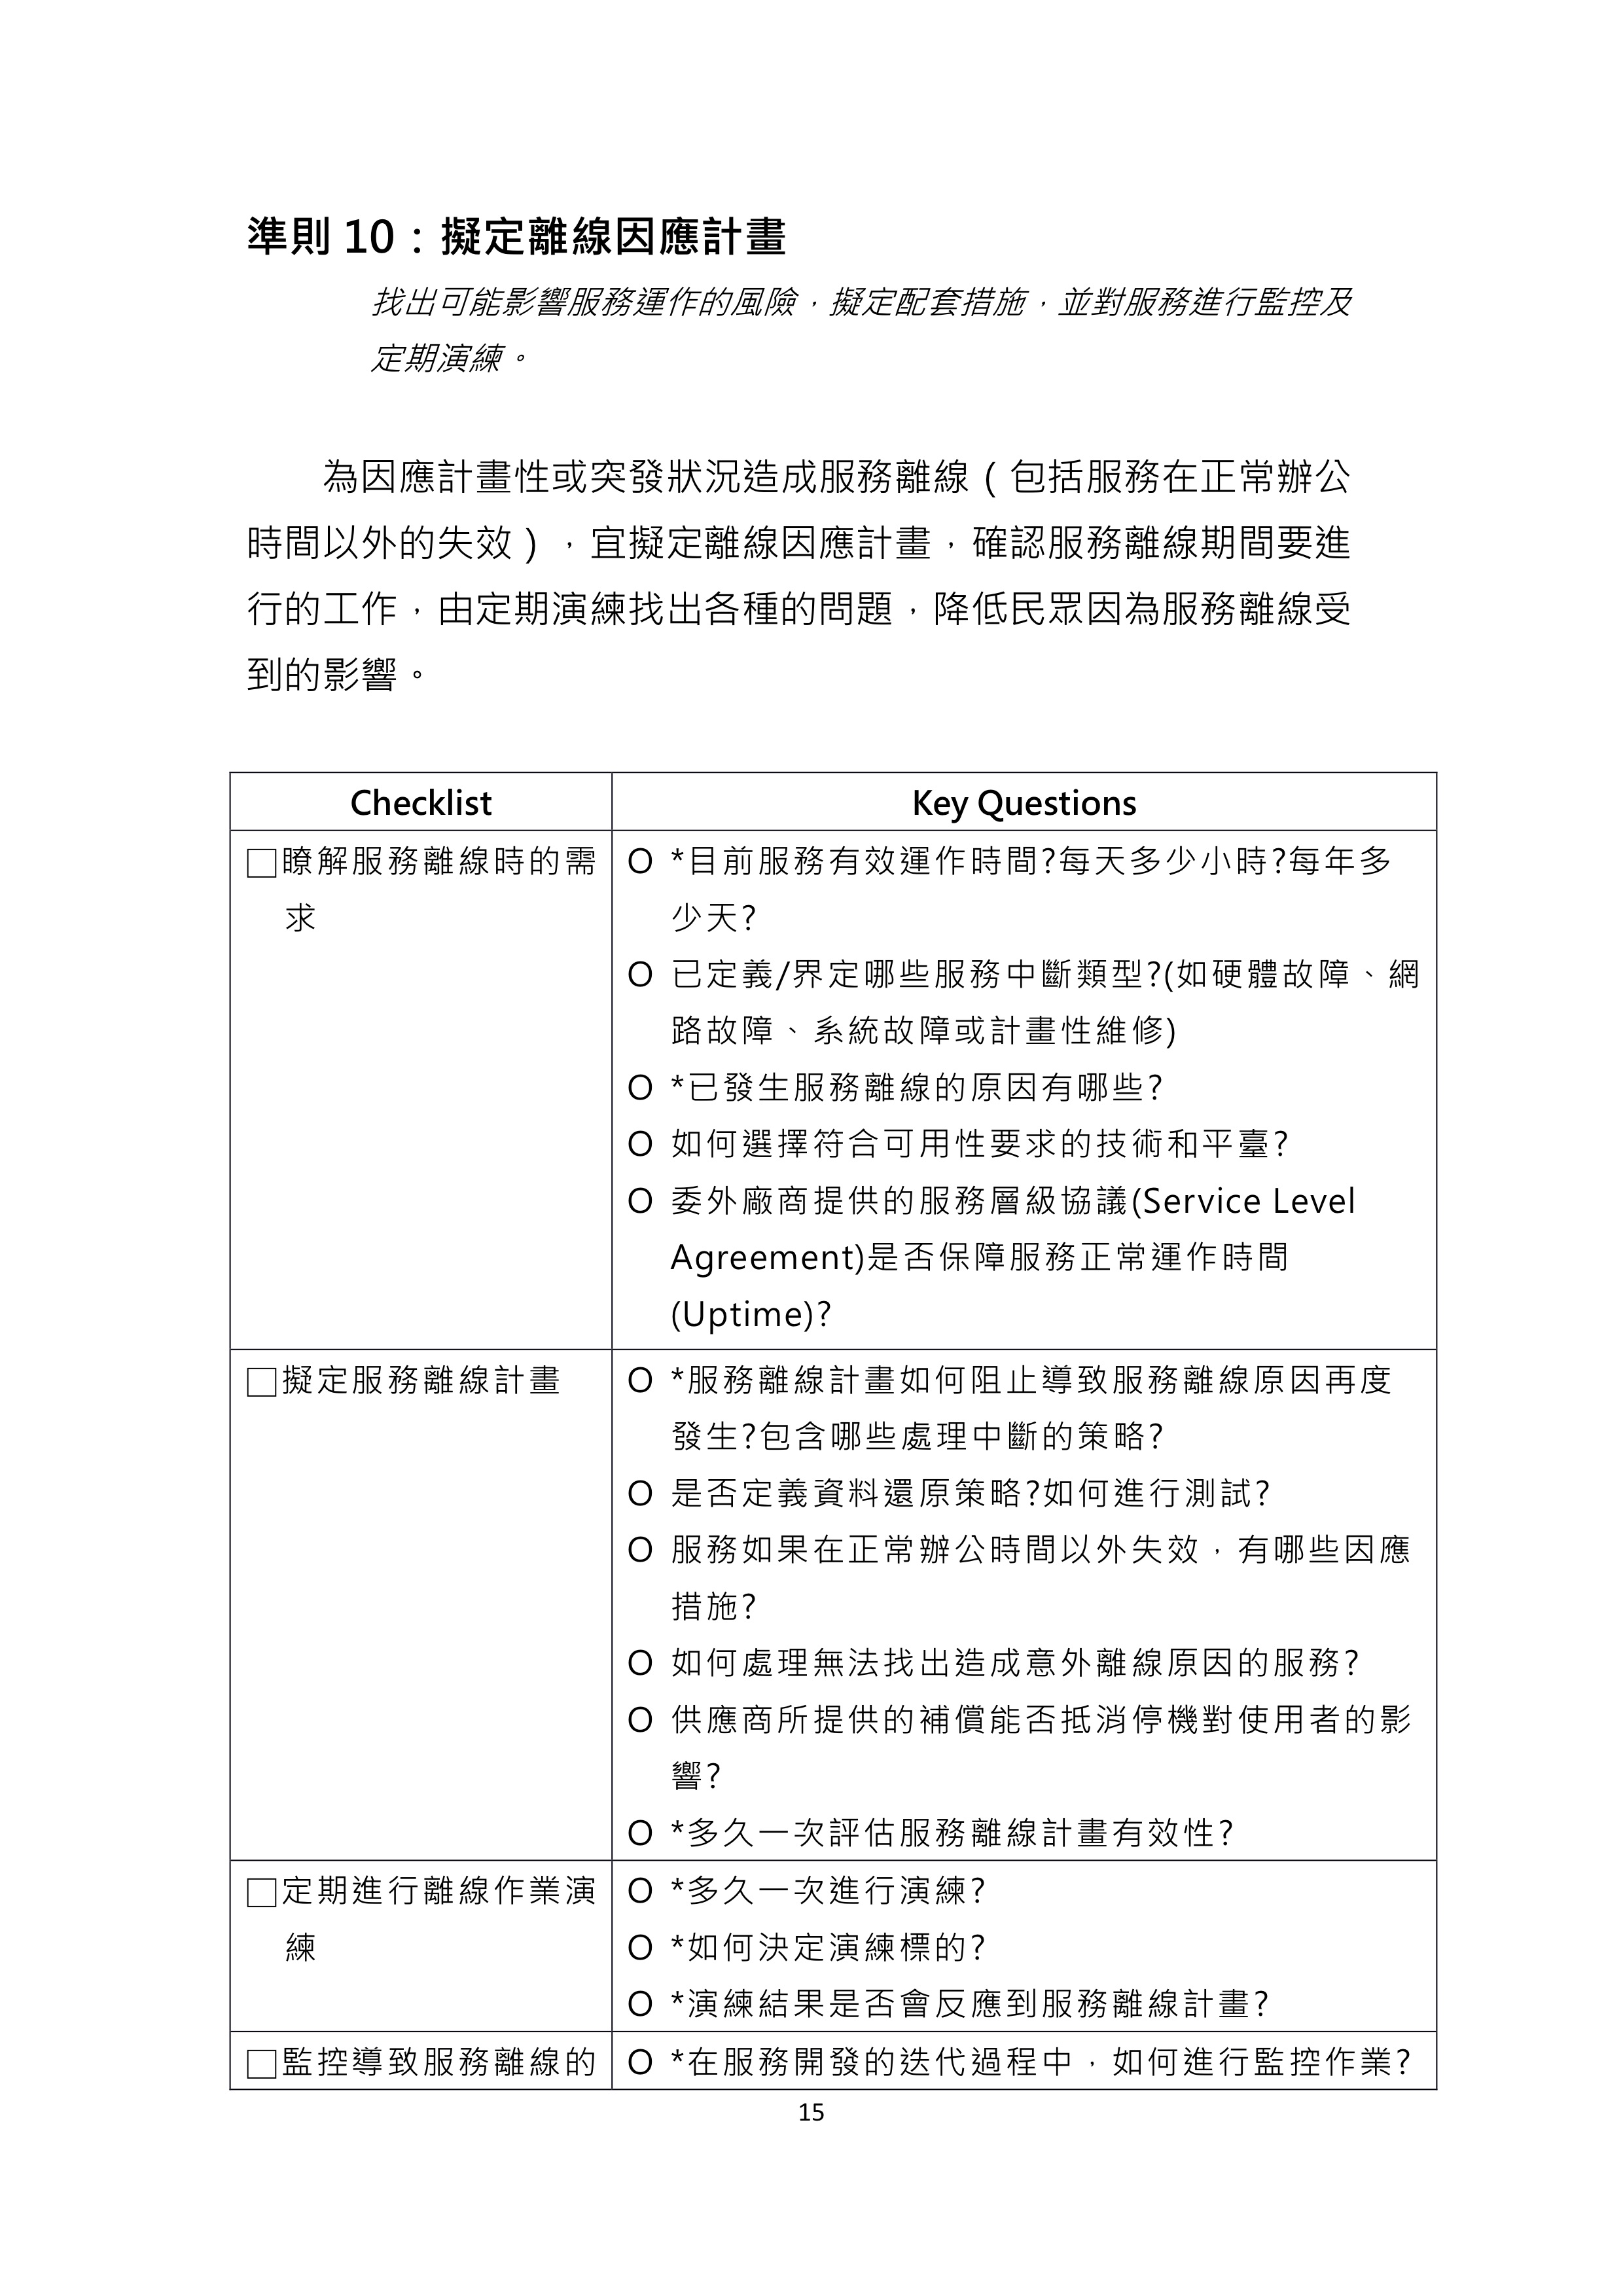 準則 10：擬定離線因應計畫
找出可能影響服務運作的風險，擬定配套措施，並對服務進行監控及
定期演練。
為因應計畫性或突發狀況造成服務離線（包括服務在正常辦公
時間以外的失效），宜擬定離線因應計畫，確認服務離線期間要進
行的工作，由定期演練找出各種的問題，降低民眾因為服務離線受
到的影響。
Checklist
Key Questions
□瞭解服務離線時的需
求
O *目前服務有效運作時間?每天多少小時?每年多
少天?
O 已定義/界定哪些服務中斷類型?(如硬體故障、網
路故障、系統故障或計畫性維修)
O *已發生服務離線的原因有哪些?
O 如何選擇符合可用性要求的技術和平臺?
O 委外廠商提供的服務層級協議(Service Level
Agreement)是否保障服務正常運作時間
(Uptime)?
□擬定服務離線計畫
O *服務離線計畫如何阻止導致服務離線原因再度
發生?包含哪些處理中斷的策略?
O 是否定義資料還原策略?如何進行測試?
O 服務如果在正常辦公時間以外失效，有哪些因應
措施?
O 如何處理無法找出造成意外離線原因的服務?
O 供應商所提供的補償能否抵消停機對使用者的影
響?
O *多久一次評估服務離線計畫有效性?
□定期進行離線作業演
練
O *多久一次進行演練?
O *如何決定演練標的?
O *演練結果是否會反應到服務離線計畫?
□監控導致服務離線的
O *在服務開發的迭代過程中，如何進行監控作業?
15